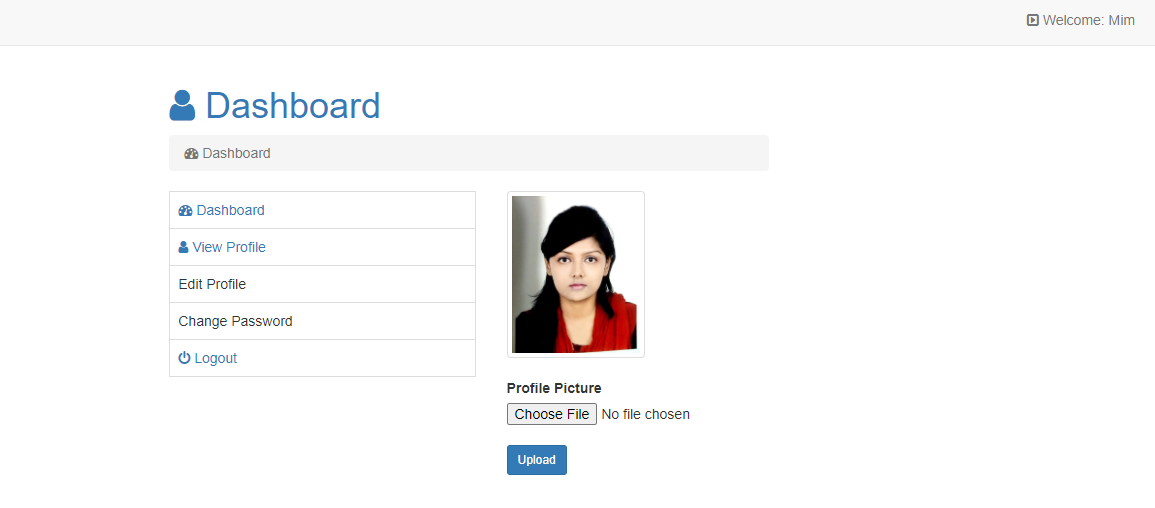 Welcome: Mim
Dashboard
Dashboard
Dashboard
View Profile
Edit Profile
Change Password
Logout
Profile Picture
Choose File No file chosen
Upload